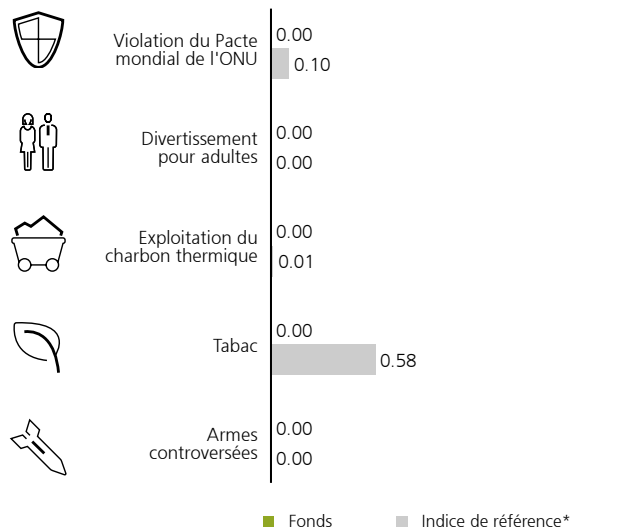 Violation du Pacte
mondial de l'ONU
0.00
0.10
Divertissement
pour adultes
0.00
0.00
Exploitation du
charbon thermique
0.00
0.01
Tabac
0.00
0.58
Armes
controversées
0.00
0.00
Fonds
Indice de référence*